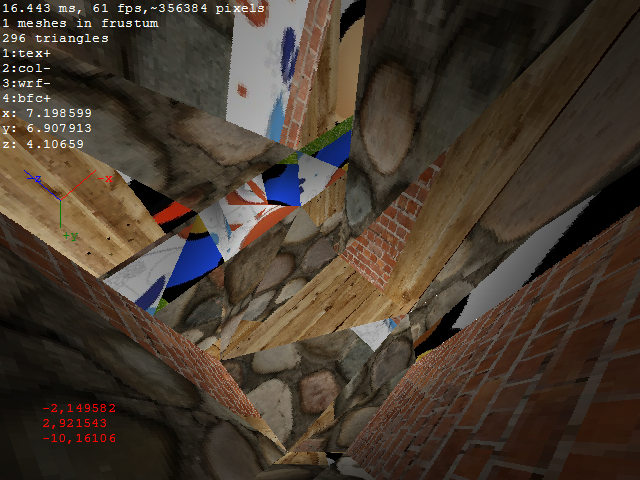 16.443 ms, 61 fps,~356384 pixels
1 meshes in frustum
296 triangles
1:tex+
2:col-
3:wrf-
4:bfc+
x: 7.198599
y: 6.907913
z: 4.10659
-z
-x
+y
-2,149582
2,921543
-10,16106